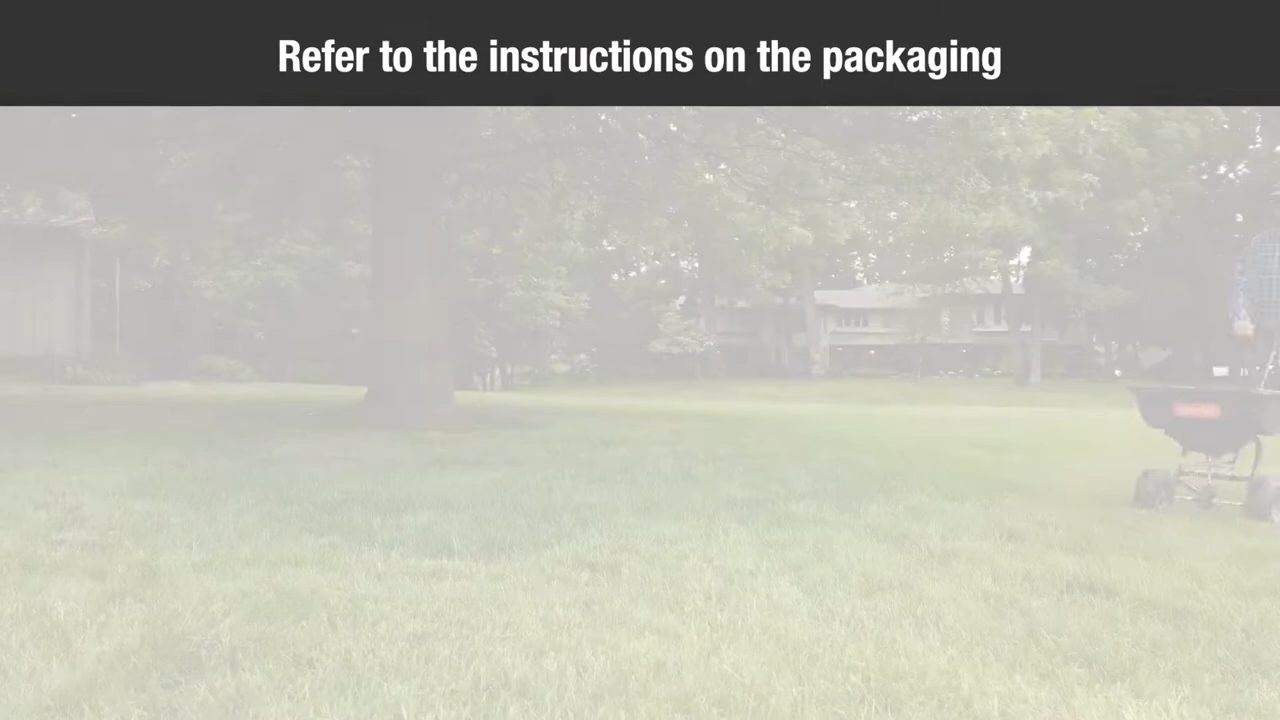 Refer to the instructions on the packaging